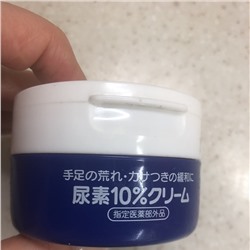 手足の荒れ・カサつきの緩和に
尿素10%クリーム
指定医薬部外品